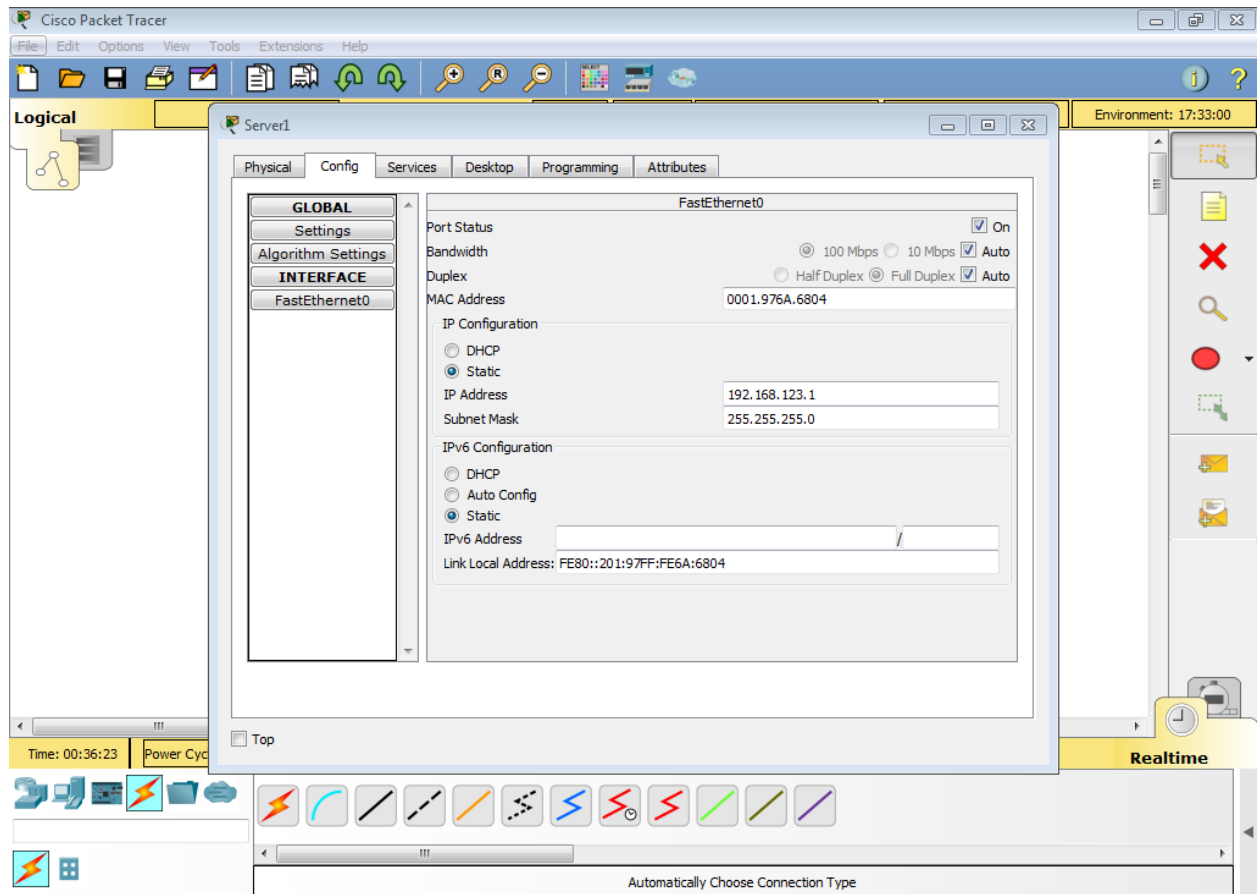 Cisco Packet Tracer
File Edit Options View Tools Extensions Help
Logical
Environment: 17:33:00
Server1
Physical Config Services Desktop Programming Attributes
GLOBAL
Settings
Algorithm Settings
INTERFACE
FastEthernet0
FastEthernet0
Port Status On
Bandwidth 100 Mbps 10 Mbps Auto
Duplex Half Duplex Full Duplex Auto
MAC Address 0001.976A.6804
IP Configuration
DHCP
Static
IP Address 192.168.123.1
Subnet Mask 255.255.255.0
IPv6 Configuration
DHCP
Auto Config
Static
IPv6 Address /
Link Local Address: FE80::201:97FF:FE6A:6804
Top
Time: 00:36:23 Power Cyc
Realtime
Automatically Choose Connection Type